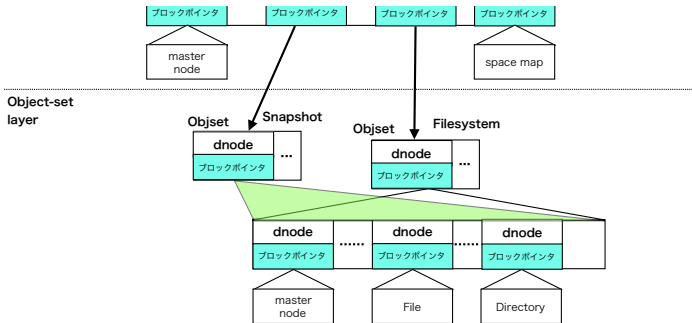 ブロックポインタ ブロックポインタ ブロックポインタ ブロックポインタ
master
node
space map
Object-set
layer
Objset Snapshot
dnode
...
ブロックポインタ
Objset Filesystem
dnode
...
ブロックポインタ
dnode ...... dnode ...... dnode
ブロックポインタ ブロックポインタ ブロックポインタ
master
node
File
Directory